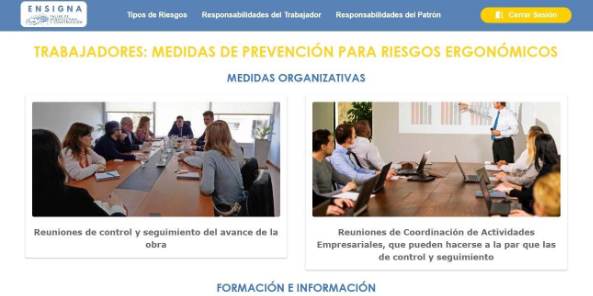 ENSIGNA
TALLER DE
Tipos de Riesgos
Responsabilidades del Trabajador
Responsabilidades del Patrón
Cerrar Sesión
TRABAJADORES: MEDIDAS DE PREVENCIÓN PARA RIESGOS ERGONÓMICOS
MEDIDAS ORGANIZATIVAS
Reuniones de control y seguimiento del avance de la
obra
Reuniones de Coordinación de Actividades
Empresariales, que pueden hacerse a la par que las
de control y seguimiento
FORMACIÓN E INFORMACIÓN